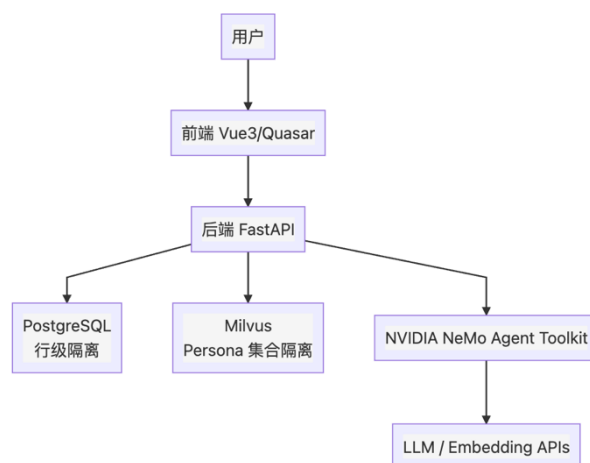 用户
前端 Vue3/Quasar
后端 FastAPI
PostgreSQL
行级隔离
Milvus
Persona 集合隔离
NVIDIA NeMo Agent Toolkit
LLM / Embedding APIs